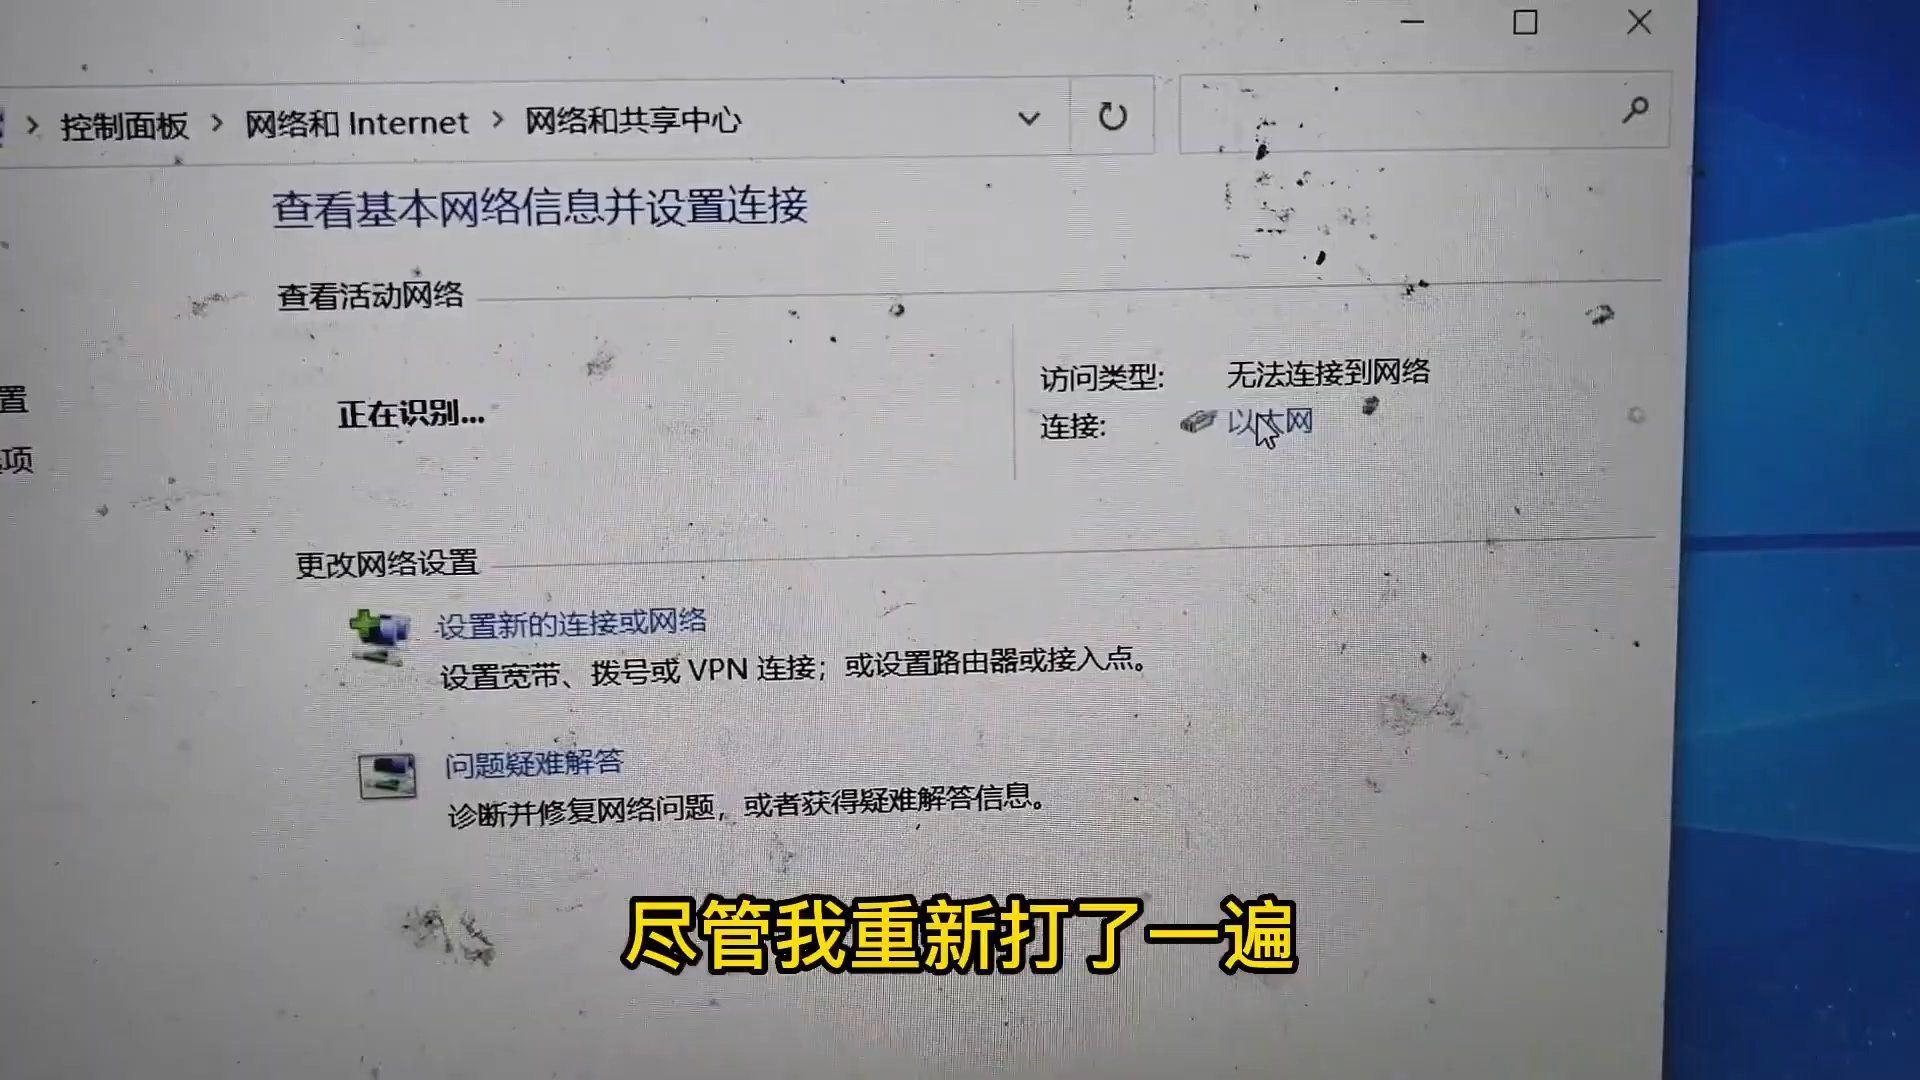 控制面板 > 网络和 Internet > 网络和共享中心
查看基本网络信息并设置连接
查看活动网络
正在识别...
访问类型: 无法连接到网络
连接: 以太网
置
项
更改网络设置
设置新的连接或网络
设置宽带、拨号或 VPN 连接；或设置路由器或接入点。
问题疑难解答
诊断并修复网络问题，或者获得疑难解答信息。
尽管我重新打了一遍